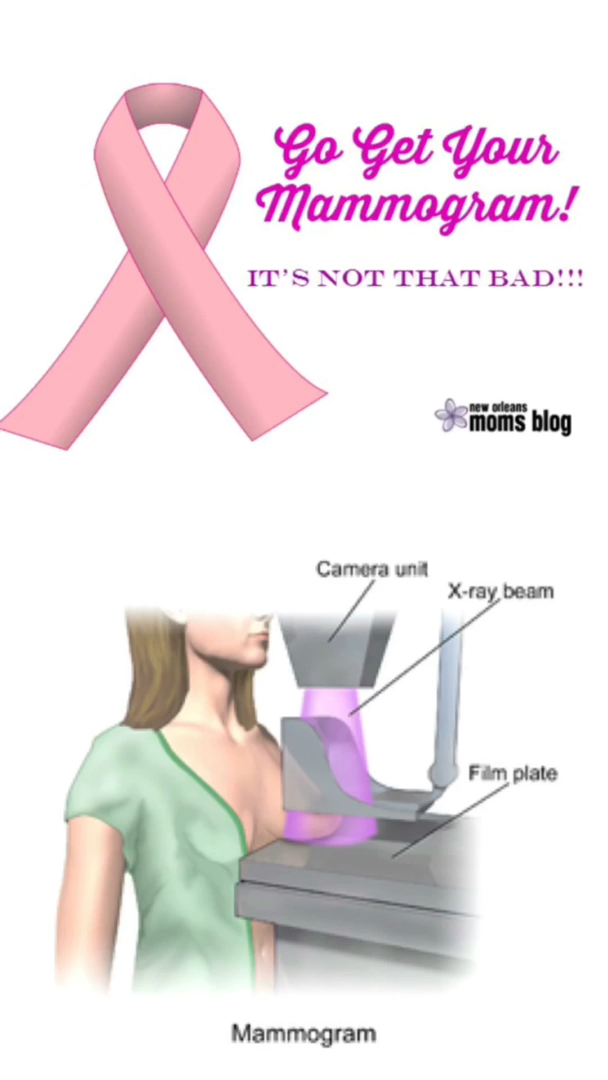 Go Get Your
Mammogram!
IT'S NOT THAT BAD!!!
new orleans
moms blog
Camera unit
X-ray beam
Film plate
Mammogram